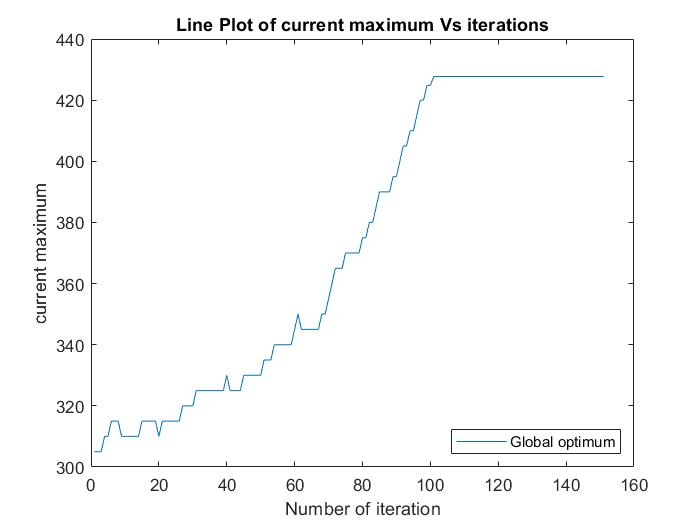 Line Plot of current maximum Vs iterations
440
420
400
380
360
340
320
300
current maximum
Global optimum
0 20 40 60 80 100 120 140 160
Number of iteration